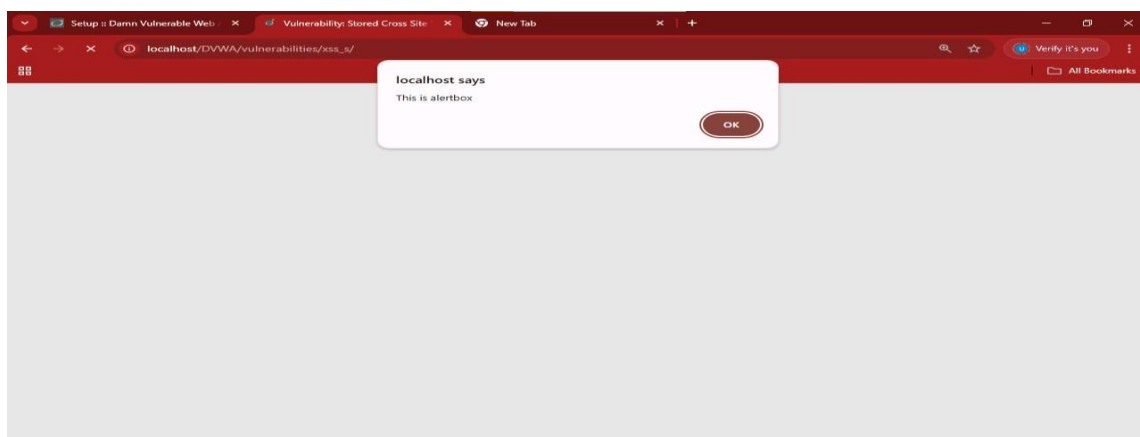 Setup :: Damn Vulnerable Web
Vulnerability: Stored Cross Site
New Tab
localhost/DVWA/vulnerabilities/xss_s/
Verify it's you
All Bookmarks
localhost says
This is alertbox
OK